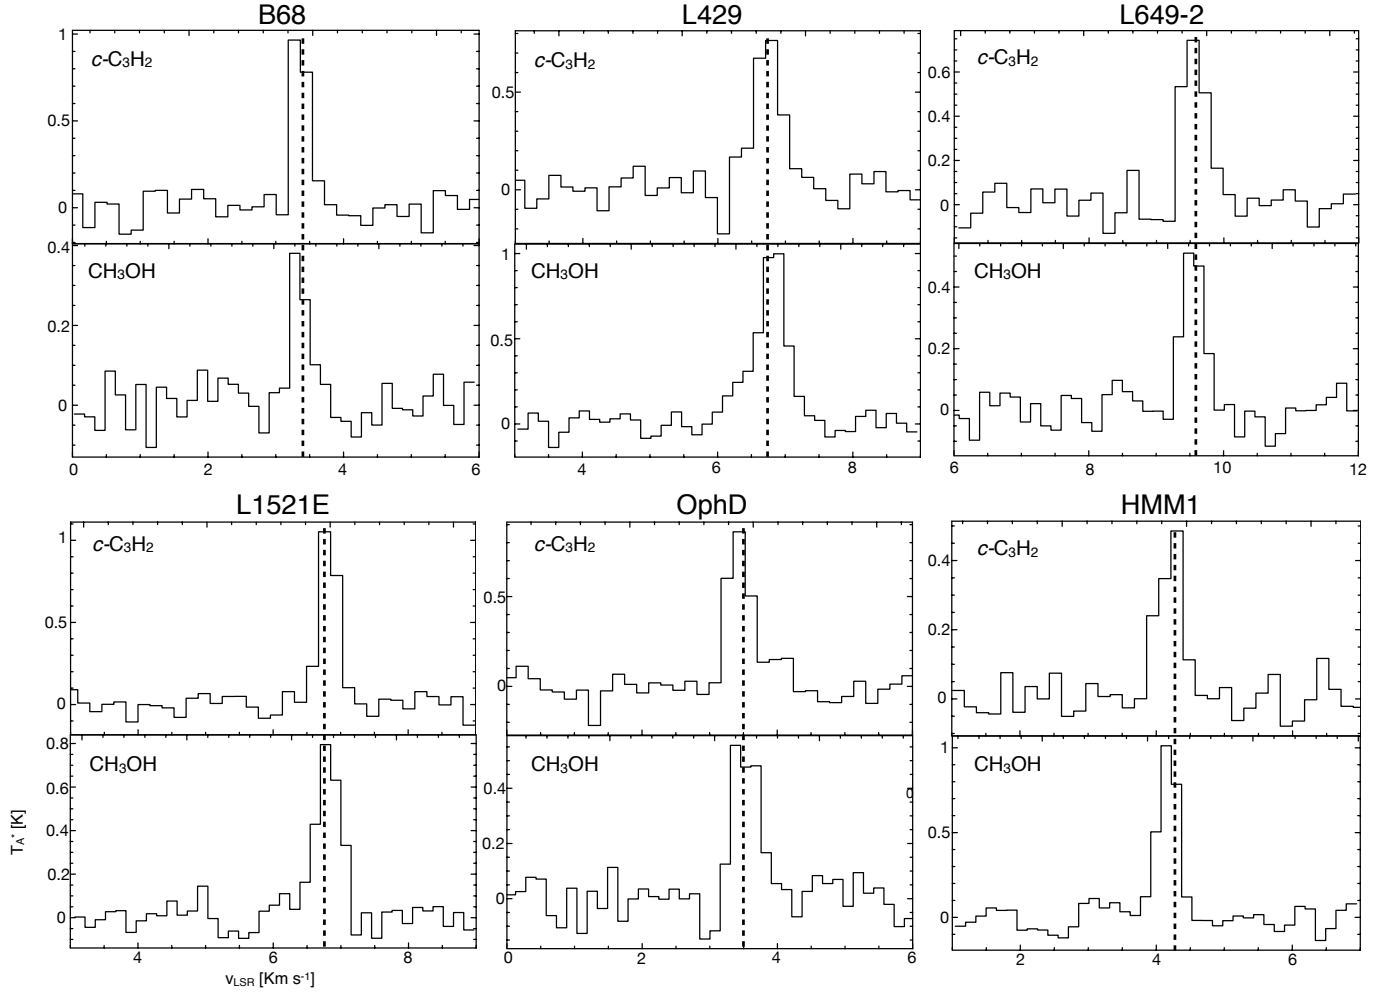 B68 L429 L649-2
c-C₃H₂ c-C₃H₂ c-C₃H₂
1 0.5 0
0.5 0
0.6 0.4 0.2 0
CH₃OH CH₃OH CH₃OH
0.4 0.2 0
1 0.5 0
0.4 0.2 0
0 2 4 6 4 6 8 6 8 10 12
L1521E OphD HMM1
c-C₃H₂ c-C₃H₂ c-C₃H₂
1 0.5 0
0.5 0
0.4 0.2 0
CH₃OH CH₃OH CH₃OH
0.8 0.6 0.4 0.2 0
0.4 0.2 0
1 0.5 0
T_A* [K]
4 6 8 0 2 4 6 2 4 6
v_LSR [Km s⁻¹]